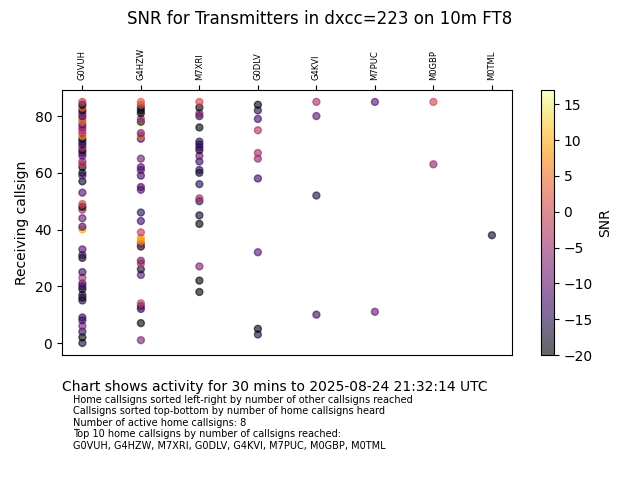 SNR for Transmitters in dxcc=223 on 10m FT8
G0VUH G4HZW M7XRI G0DLV G4KVI M7PUC M0GBP M0TML
80
60
40
20
0
Receiving callsign
15
10
5
0
−5
−10
−15
−20
SNR
Chart shows activity for 30 mins to 2025-08-24 21:32:14 UTC
Home callsigns sorted left-right by number of other callsigns reached
Callsigns sorted top-bottom by number of home callsigns heard
Number of active home callsigns: 8
Top 10 home callsigns by number of callsigns reached:
G0VUH, G4HZW, M7XRI, G0DLV, G4KVI, M7PUC, M0GBP, M0TML